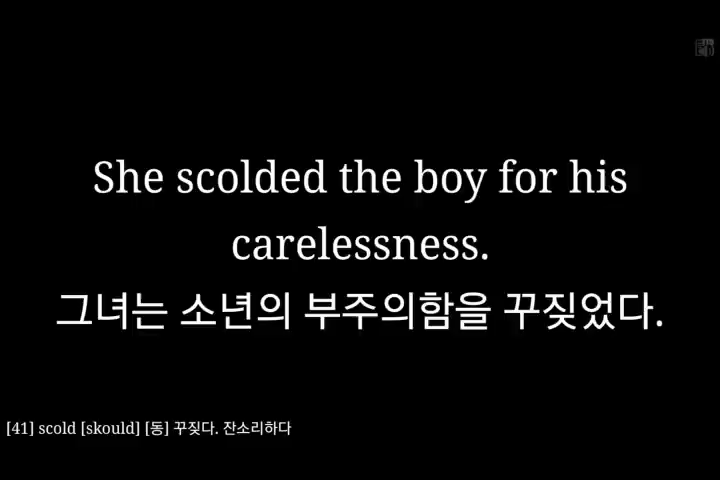 She scolded the boy for his
carelessness.
그녀는 소년의 부주의함을 꾸짖었다.
[41] scold [skould] [동] 꾸짖다. 잔소리하다